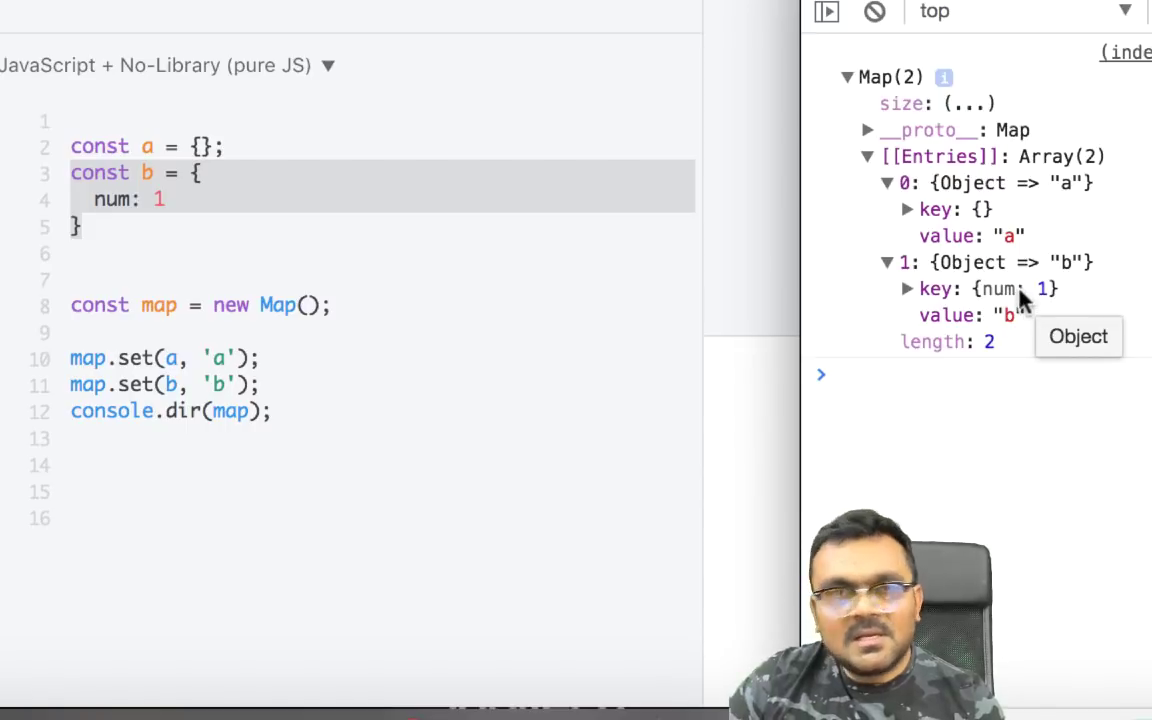 JavaScript + No-Library (pure JS) ▼
1
2 const a = {};
3 const b = {
4 num: 1
5 }
6
7
8 const map = new Map();
9
10 map.set(a, 'a');
11 map.set(b, 'b');
12 console.dir(map);
13
14
15
16
top ▼
(inde
▼ Map(2) i
size: (...)
▶ __proto__: Map
▼ [[Entries]]: Array(2)
▼ 0: {Object => "a"}
▶ key: {}
value: "a"
▼ 1: {Object => "b"}
▶ key: {num: 1}
value: "b"
Object
length: 2
>